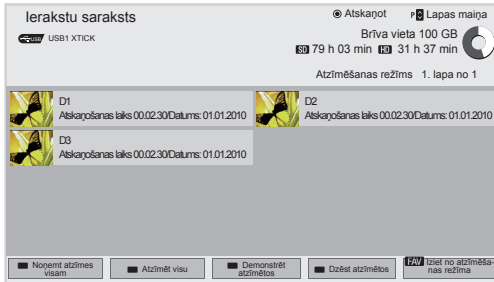 Ierakstu saraksts
Atskaņot
P Lapas maiņa
USB USB1 XTICK
Brīva vieta 100 GB
SD 79 h 03 min HD 31 h 37 min
Atzīmēšanas režīms 1. lapa no 1
D1
Atskaņošanas laiks 00.02.30/Datums: 01.01.2010
D2
Atskaņošanas laiks 00.02.30/Datums: 01.01.2010
D3
Atskaņošanas laiks 00.02.30/Datums: 01.01.2010
Noņemt atzīmes
visam
Atzīmēt visu
Demonstrēt
atzīmētos
Dzēst atzīmētos
FAV Iziet no atzīmēša-
nas režīma